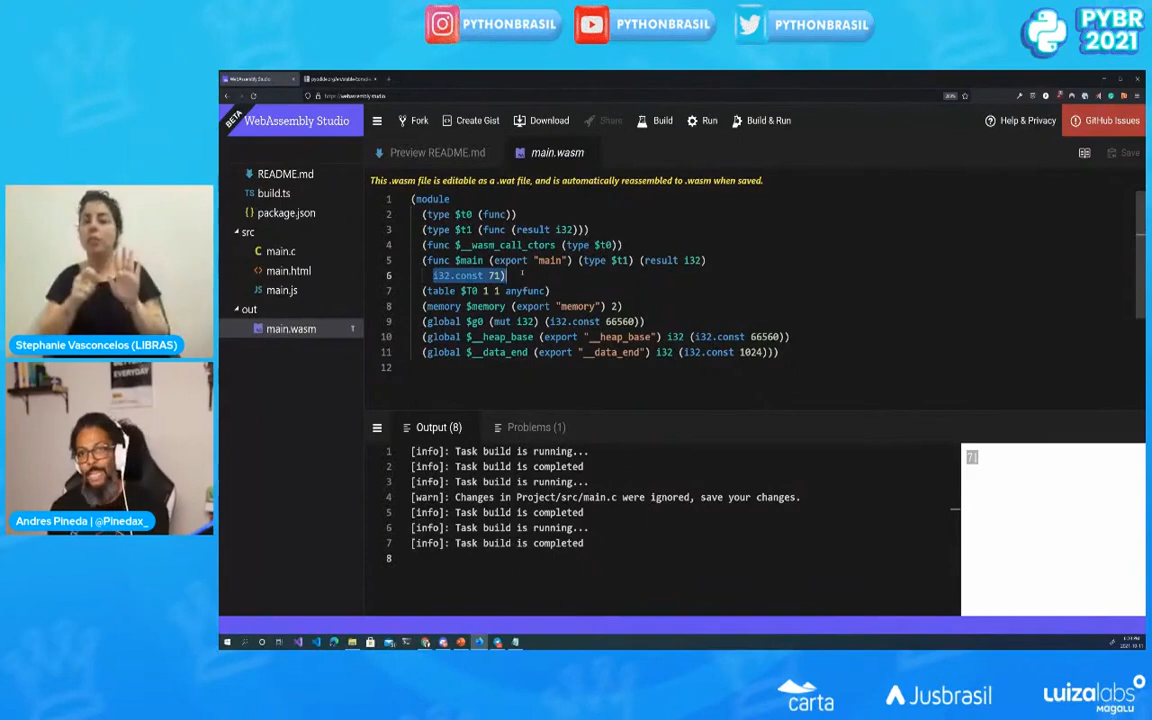 PYTHONBRASIL
PYTHONBRASIL
PYTHONBRASIL
PYBR
2021
WebAssembly Studio
https://webassembly.studio
BETA
WebAssembly Studio
Fork
Create Gist
Download
Share
Build
Run
Build & Run
Help & Privacy
GitHub Issues
README.md
build.ts
package.json
src
main.c
main.html
main.js
out
main.wasm
T
Preview README.md
main.wasm
Save
This .wasm file is editable as a .wat file, and is automatically reassembled to .wasm when saved.
1 (module
2 (type $t0 (func))
3 (type $t1 (func (result i32)))
4 (func $__wasm_call_ctors (type $t0))
5 (func $main (export "main") (type $t1) (result i32)
6 i32.const 71)
7 (table $T0 1 1 anyfunc)
8 (memory $memory (export "memory") 2)
9 (global $g0 (mut i32) (i32.const 66560))
10 (global $__heap_base (export "__heap_base") i32 (i32.const 66560))
11 (global $__data_end (export "__data_end") i32 (i32.const 1024)))
12
Output (8)
Problems (1)
1 [info]: Task build is running...
2 [info]: Task build is completed
3 [info]: Task build is running...
4 [warn]: Changes in Project/src/main.c were ignored, save your changes.
5 [info]: Task build is completed
6 [info]: Task build is running...
7 [info]: Task build is completed
8
71
EVERYDAY
Stephanie Vasconcelos (LIBRAS)
Andres Pineda | @Pinedax_
carta
Jusbrasil
luizalabs
MAGALU